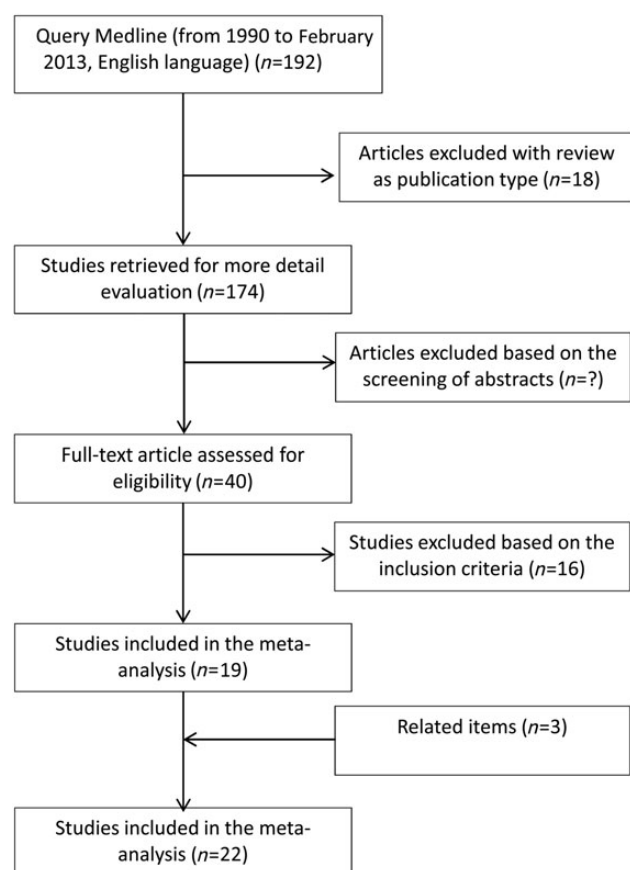 Query Medline (from 1990 to February
2013, English language) (n=192)
Articles excluded with review
as publication type (n=18)
Studies retrieved for more detail
evaluation (n=174)
Articles excluded based on the
screening of abstracts (n=?)
Full-text article assessed for
eligibility (n=40)
Studies excluded based on the
inclusion criteria (n=16)
Studies included in the meta-
analysis (n=19)
Related items (n=3)
Studies included in the meta-
analysis (n=22)